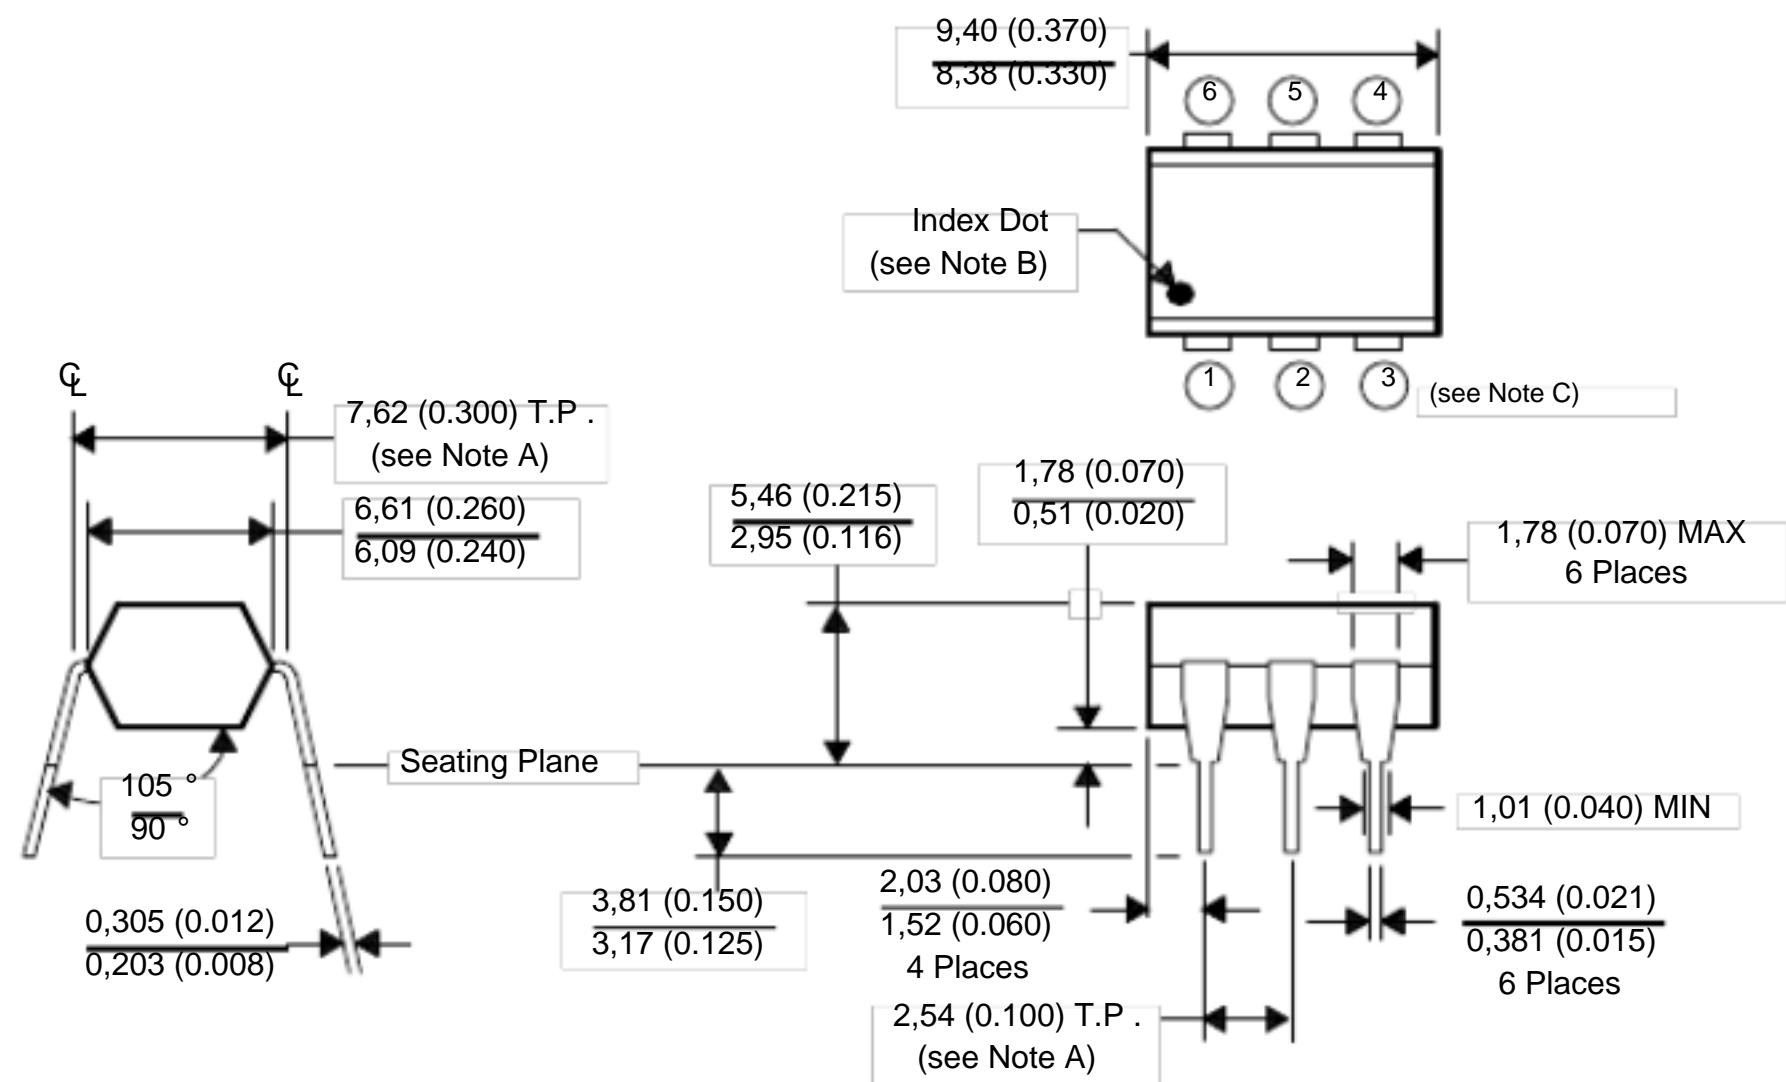 9,40 (0.370)
8,38 (0.330)
6
5
4
Index Dot
(see Note B)
1
2
3
(see Note C)
℄
℄
7,62 (0.300) T.P .
(see Note A)
6,61 (0.260)
6,09 (0.240)
5,46 (0.215)
2,95 (0.116)
1,78 (0.070)
0,51 (0.020)
1,78 (0.070) MAX
6 Places
Seating Plane
105 °
90 °
1,01 (0.040) MIN
0,305 (0.012)
0,203 (0.008)
3,81 (0.150)
3,17 (0.125)
2,03 (0.080)
1,52 (0.060)
4 Places
0,534 (0.021)
0,381 (0.015)
6 Places
2,54 (0.100) T.P .
(see Note A)